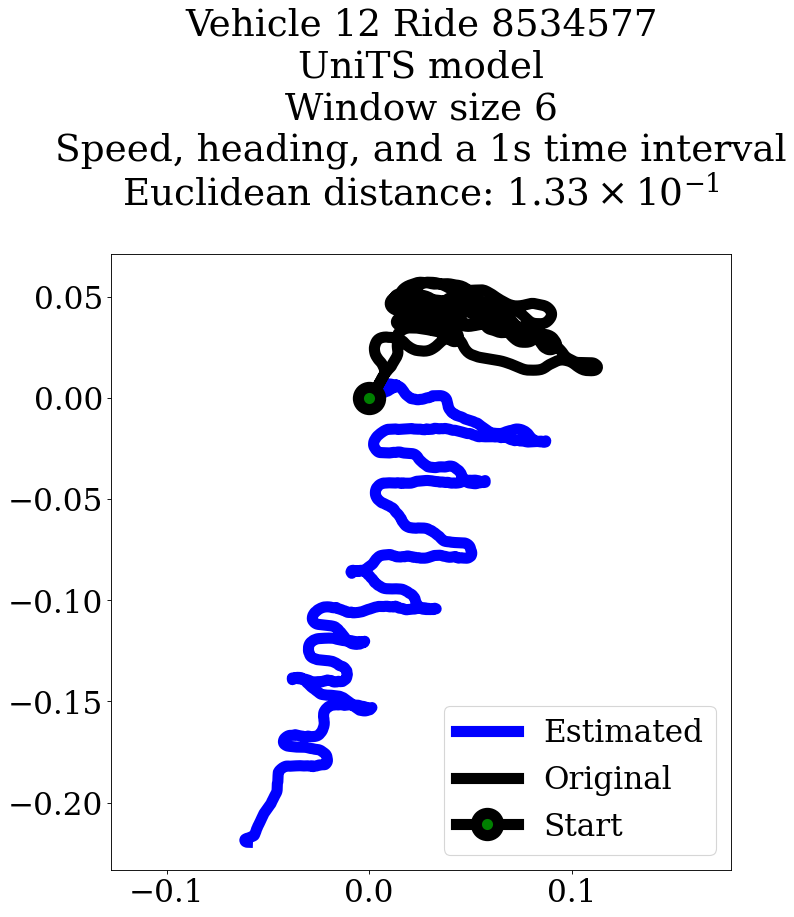 Vehicle 12 Ride 8534577
UniTS model
Window size 6
Speed, heading, and a 1s time interval
Euclidean distance: 1.33 × 10⁻¹
0.05
0.00
−0.05
−0.10
−0.15
−0.20
Estimated
Original
Start
−0.1
0.0
0.1